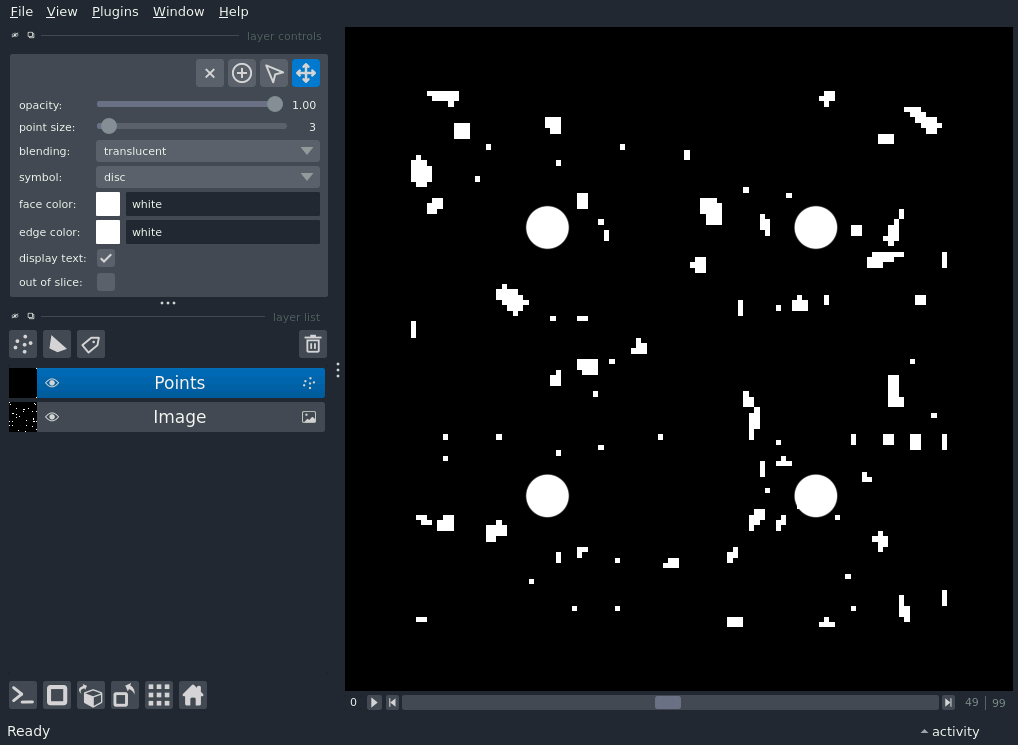 File View Plugins Window Help
layer controls
opacity: 1.00
point size: 3
blending: translucent
symbol: disc
face color: white
edge color: white
display text:
out of slice:
layer list
Points
Image
0 49 99
Ready activity